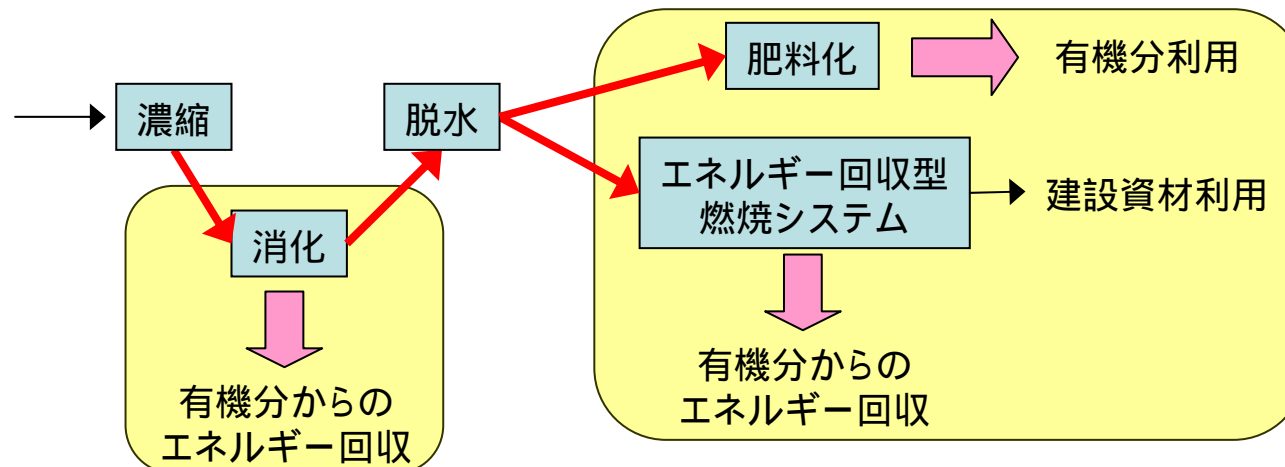 濃縮
消化
有機分からの
エネルギー回収
脱水
肥料化
有機分利用
エネルギー回収型
燃焼システム
建設資材利用
有機分からの
エネルギー回収